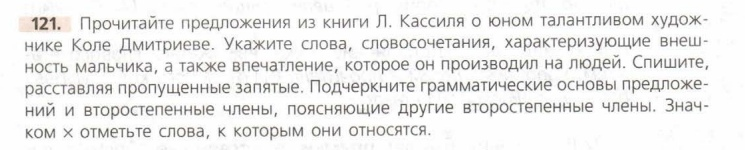 121. Прочитайте предложения из книги Л. Кассиля о юном талантливом худож-
нике Коле Дмитриеве. Укажите слова, словосочетания, характеризующие внеш-
ность мальчика, а также впечатление, которое он производил на людей. Спишите,
расставляя пропущенные запятые. Подчеркните грамматические основы предложе-
ний и второстепенные члены, поясняющие другие второстепенные члены. Знач-
ком × отметьте слова, к которым они относятся.